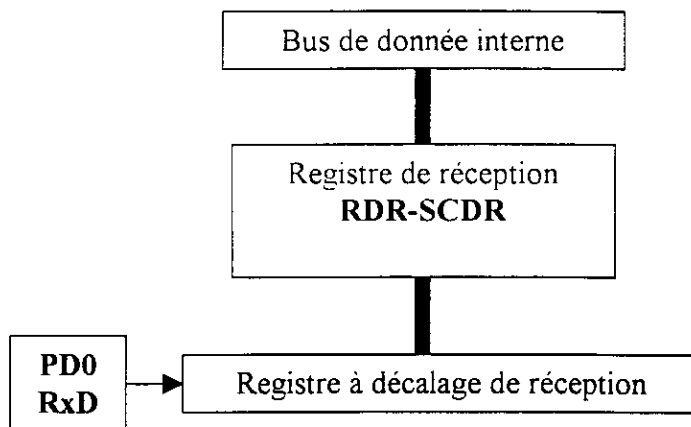 Bus de donnée interne
Registre de réception
RDR-SCDR
PD0
RxD
Registre à décalage de réception